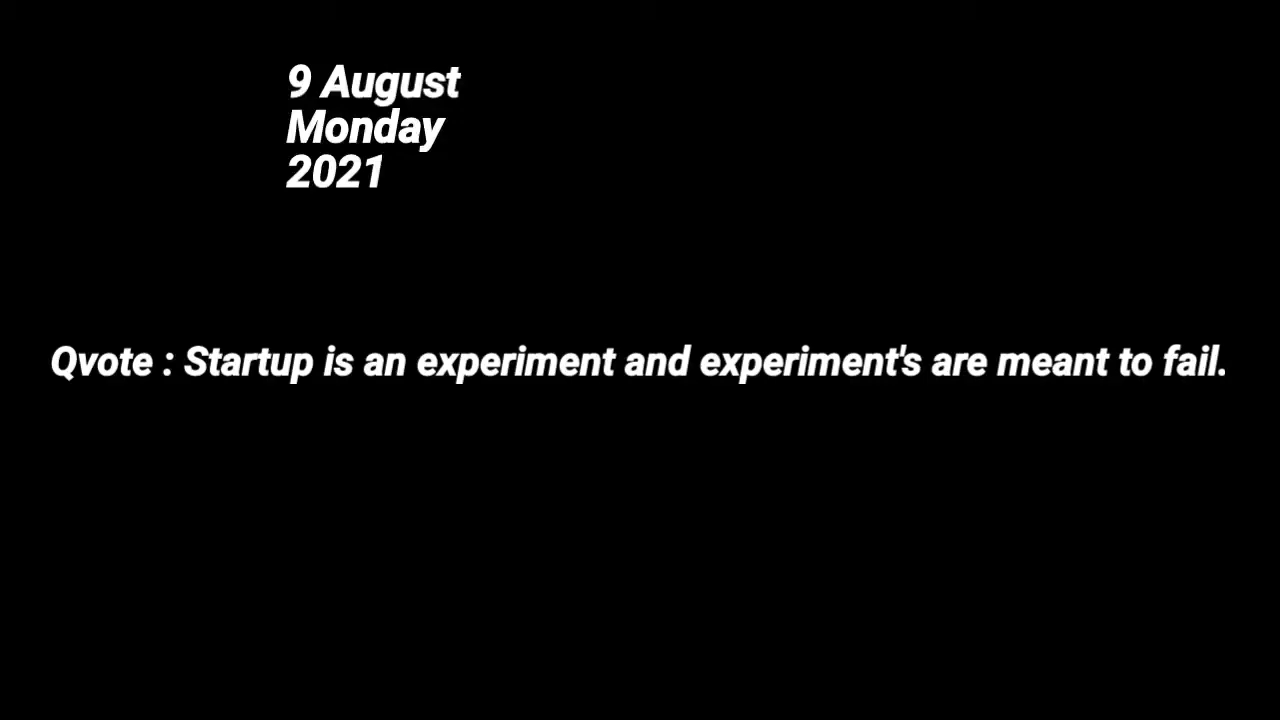 9 August
Monday
2021
Qvote : Startup is an experiment and experiment's are meant to fail.